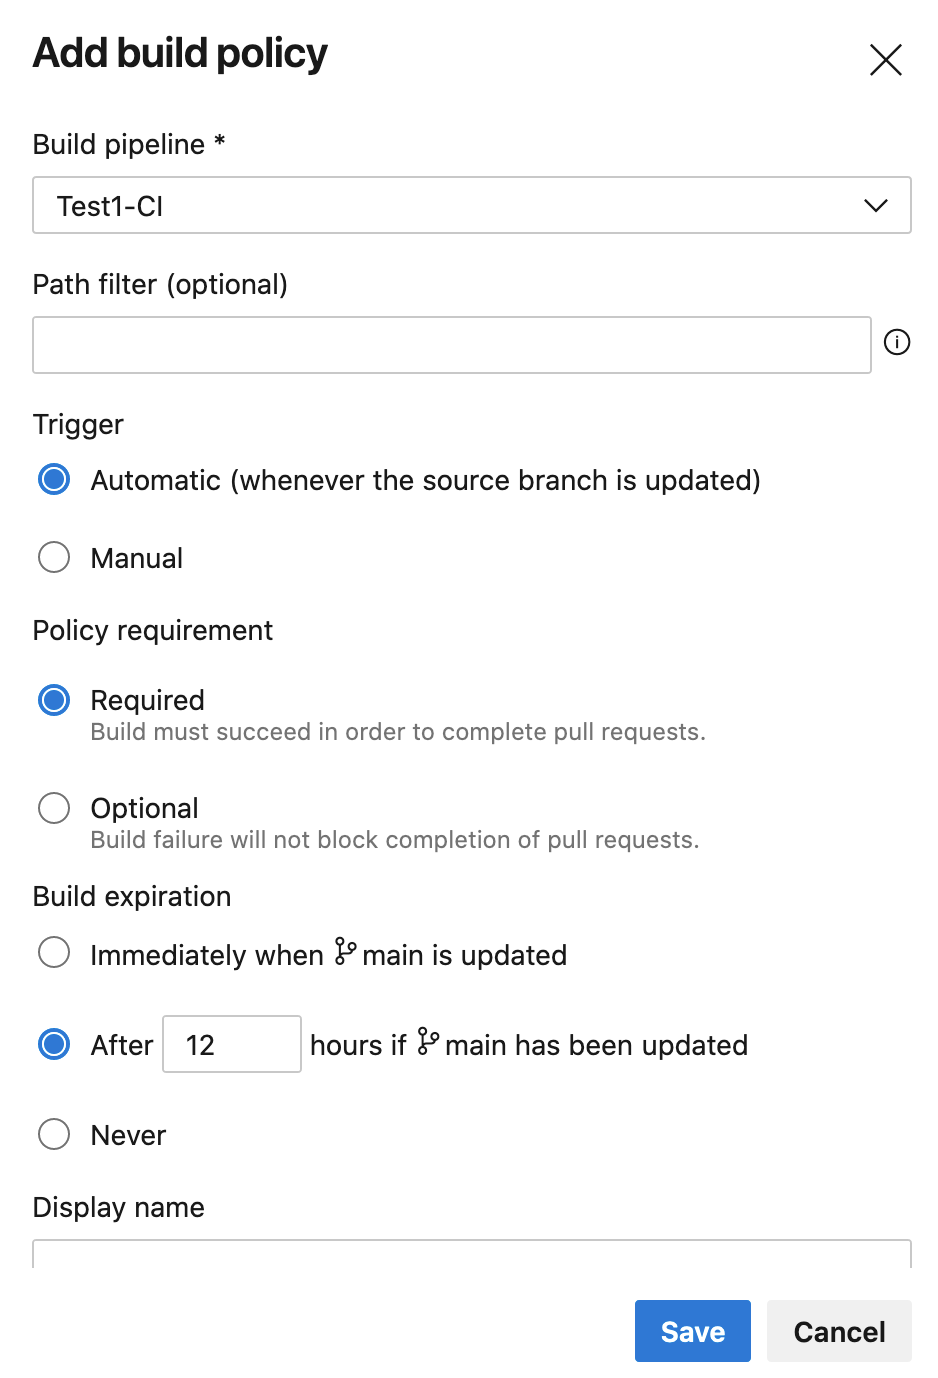 Add build policy
Build pipeline *
Test1-CI
Path filter (optional)
Trigger
Automatic (whenever the source branch is updated)
Manual
Policy requirement
Required
Build must succeed in order to complete pull requests.
Optional
Build failure will not block completion of pull requests.
Build expiration
Immediately when main is updated
After 12 hours if main has been updated
Never
Display name
Save Cancel